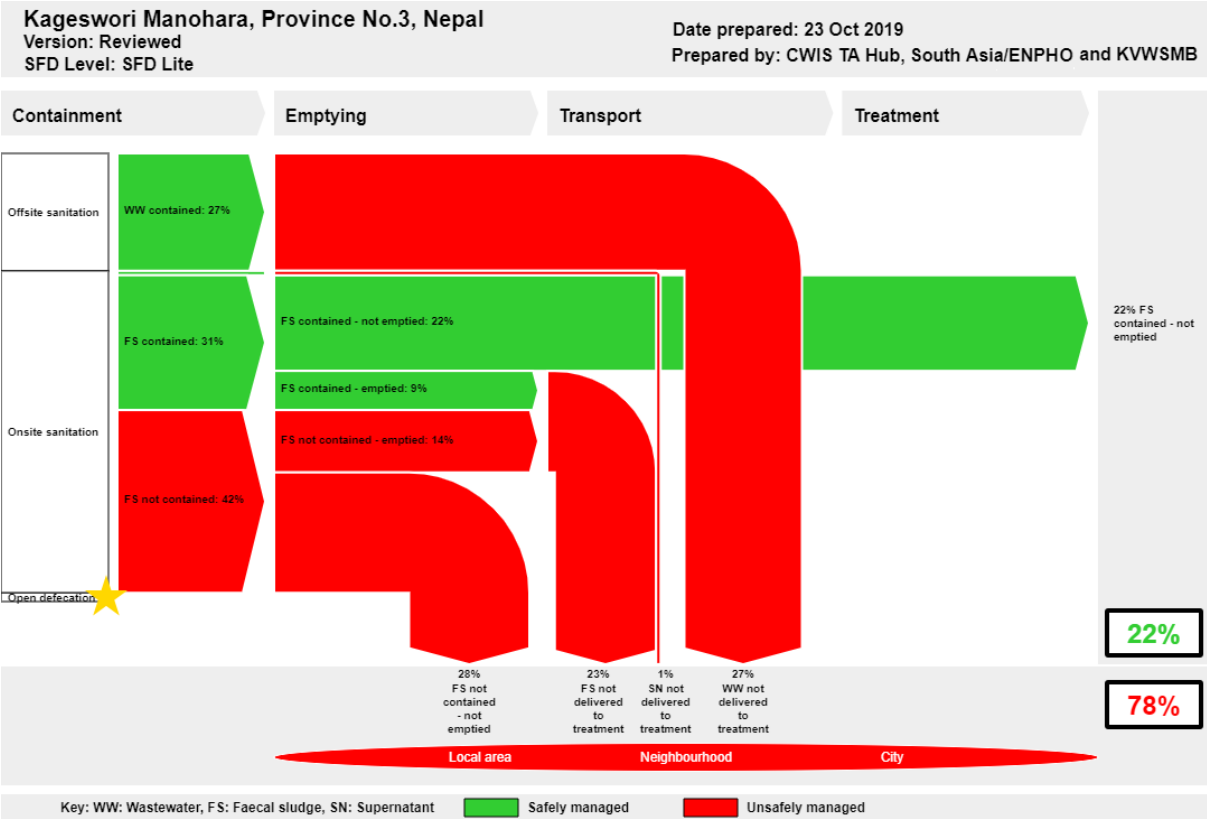 Kageswori Manohara, Province No.3, Nepal
Version: Reviewed
SFD Level: SFD Lite
Date prepared: 23 Oct 2019
Prepared by: CWIS TA Hub, South Asia/ENPHO and KVWSMB
Containment
Emptying
Transport
Treatment
Offsite sanitation
WW contained: 27%
Onsite sanitation
FS contained: 31%
FS not contained: 42%
Open defecation
FS contained - not emptied: 22%
FS contained - emptied: 9%
FS not contained - emptied: 14%
22% FS
contained - not
emptied
22%
78%
28%
FS not
contained
- not
emptied
23%
FS not
delivered
to
treatment
1%
SN not
delivered
to
treatment
27%
WW not
delivered
to
treatment
Local area
Neighbourhood
City
Key: WW: Wastewater, FS: Faecal sludge, SN: Supernatant
Safely managed
Unsafely managed